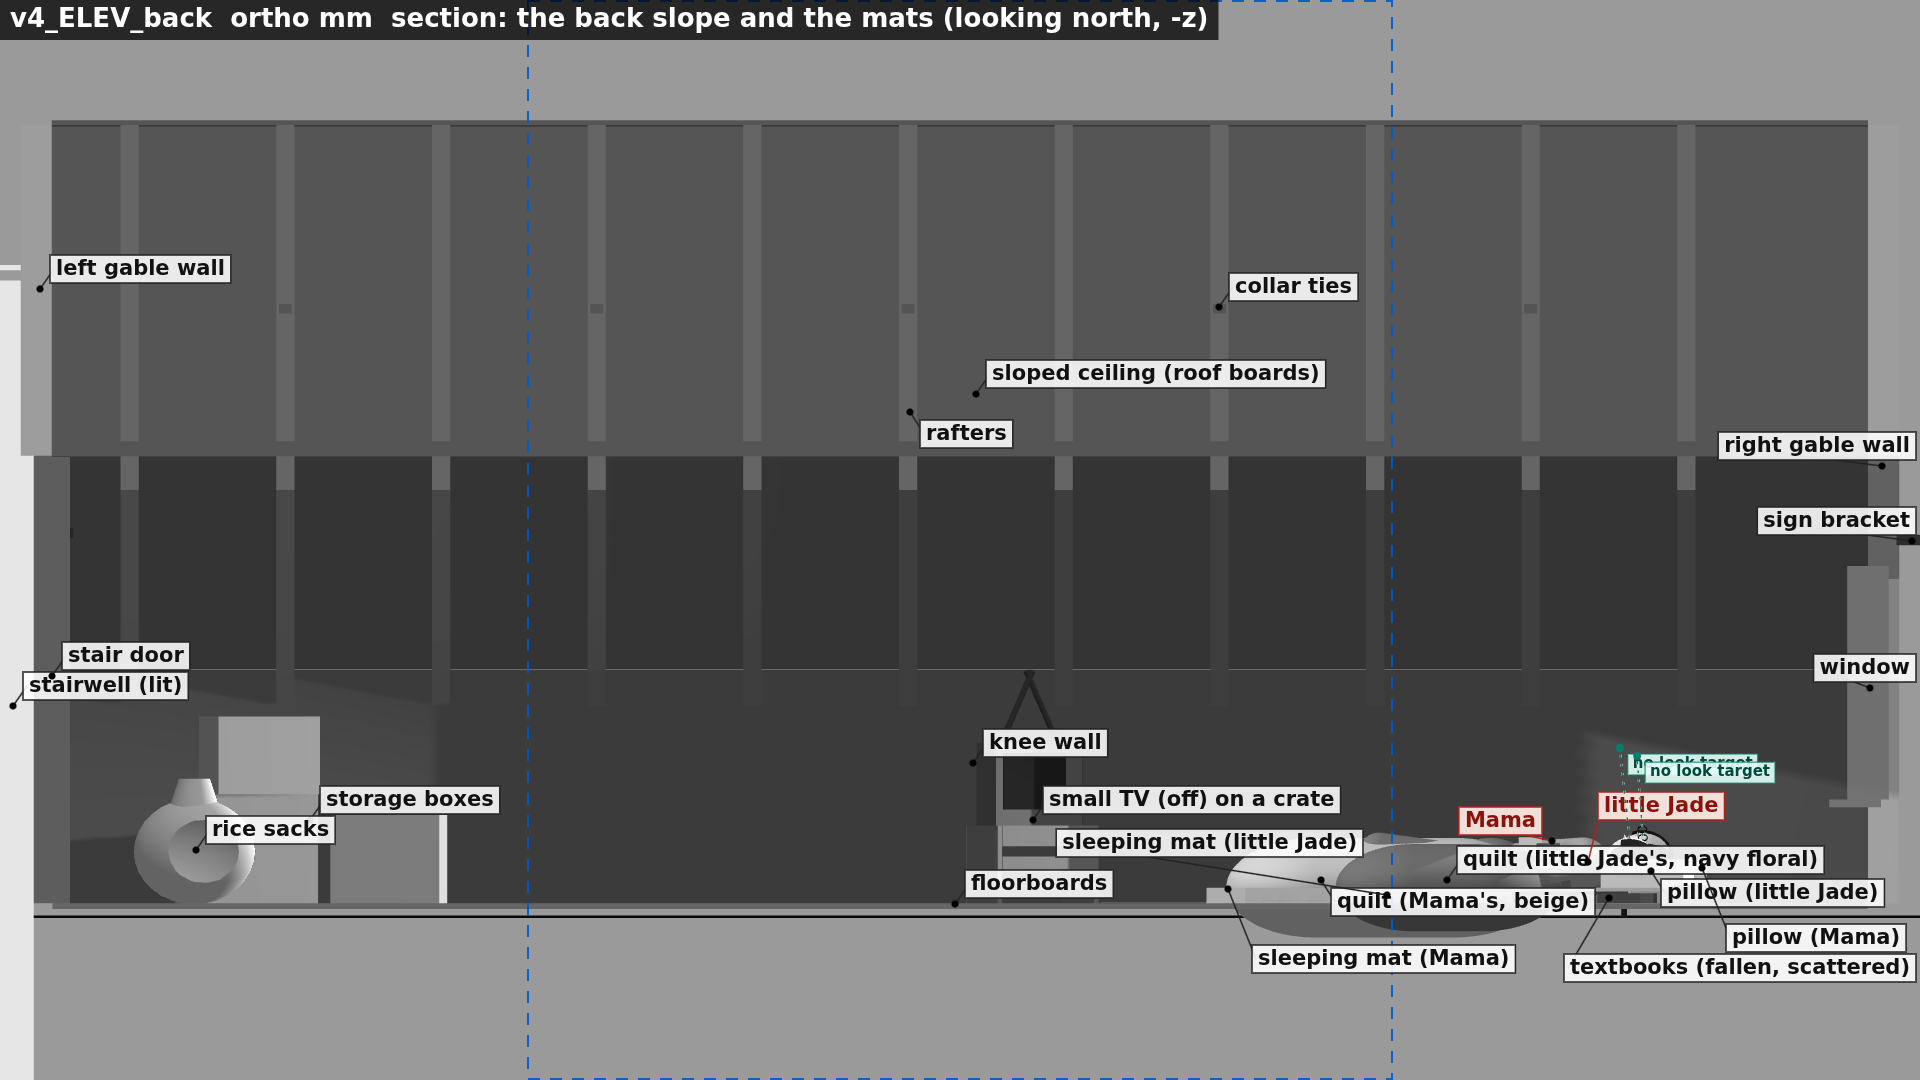 v4_ELEV_back  ortho mm  section: the back slope and the mats (looking north, -z)
left gable wall
collar ties
sloped ceiling (roof boards)
rafters
right gable wall
sign bracket
stair door
stairwell (lit)
window
knee wall
no look target
no look target
storage boxes
small TV (off) on a crate
little Jade
Mama
rice sacks
sleeping mat (little Jade)
quilt (little Jade's, navy floral)
floorboards
pillow (little Jade)
quilt (Mama's, beige)
pillow (Mama)
sleeping mat (Mama)
textbooks (fallen, scattered)